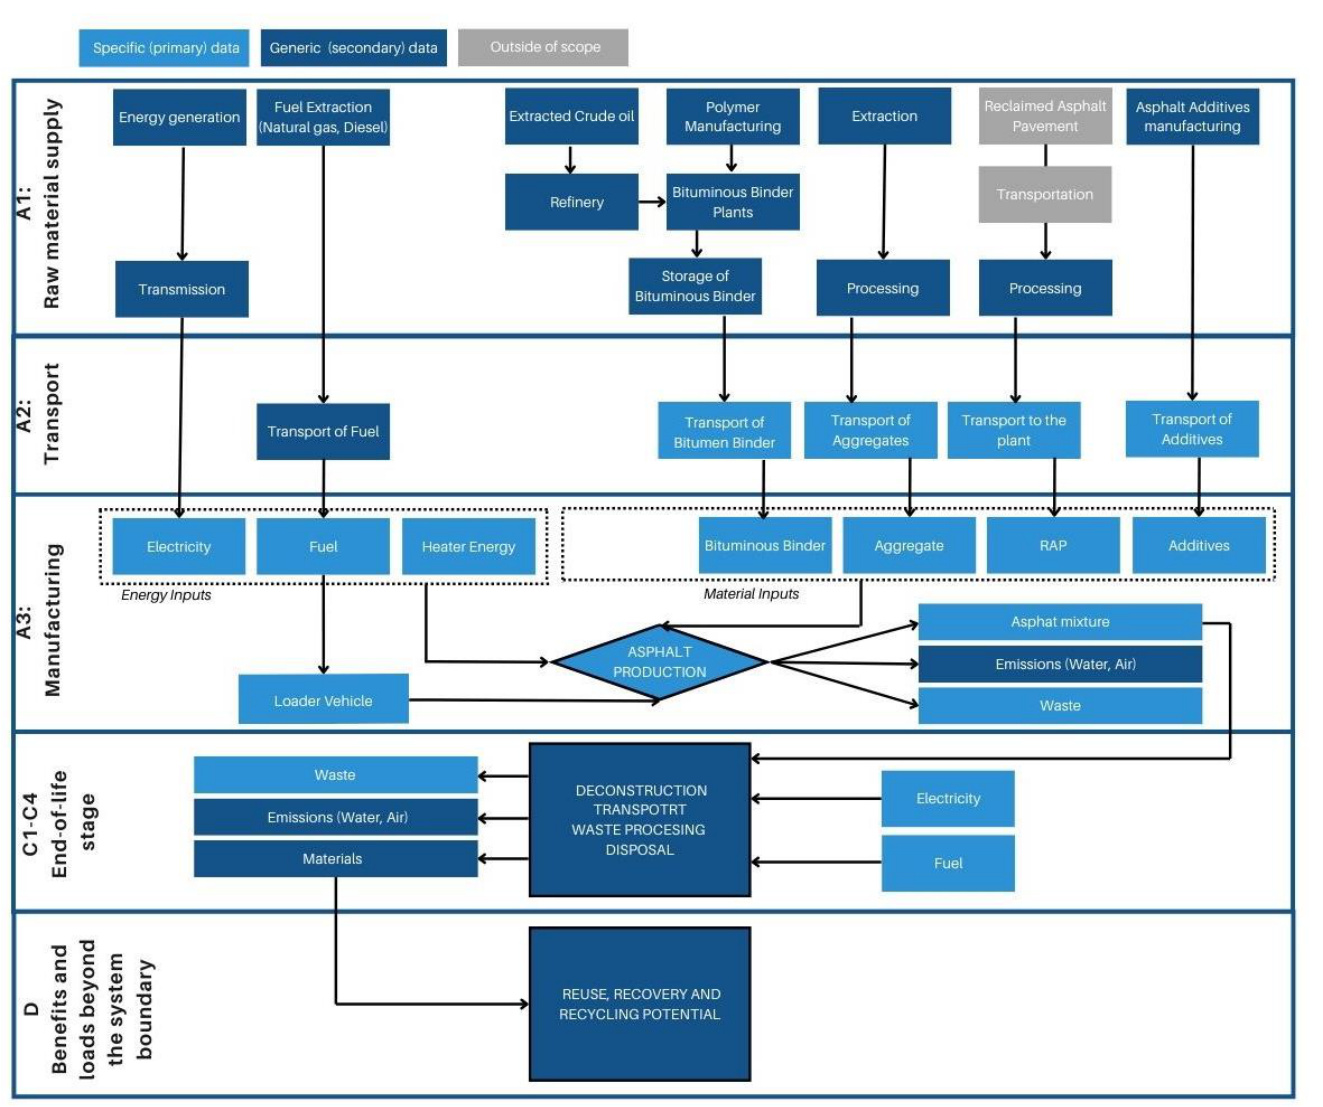 Specific (primary) data
Generic (secondary) data
Outside of scope
A1:
Raw material supply
Energy generation
Fuel Extraction
(Natural gas, Diesel)
Extracted Crude oil
Polymer
Manufacturing
Extraction
Reclaimed Asphalt
Pavement
Asphalt Additives
manufacturing
Refinery
Bituminous Binder
Plants
Transportation
Transmission
Storage of
Bituminous Binder
Processing
Processing
A2:
Transport
Transport of Fuel
Transport of
Bitumen Binder
Transport of
Aggregates
Transport to the
plant
Transport of
Additives
A3:
Manufacturing
Electricity
Fuel
Heater Energy
Bituminous Binder
Aggregate
RAP
Additives
Energy Inputs
Material Inputs
ASPHALT
PRODUCTION
Asphat mixture
Emissions (Water, Air)
Waste
Loader Vehicle
C1-C4
End-of-life
stage
Waste
Emissions (Water, Air)
Materials
DECONSTRUCTION
TRANSPOTRT
WASTE PROCESING
DISPOSAL
Electricity
Fuel
D
Benefits and
loads beyond
the system
boundary
REUSE, RECOVERY AND
RECYCLING POTENTIAL